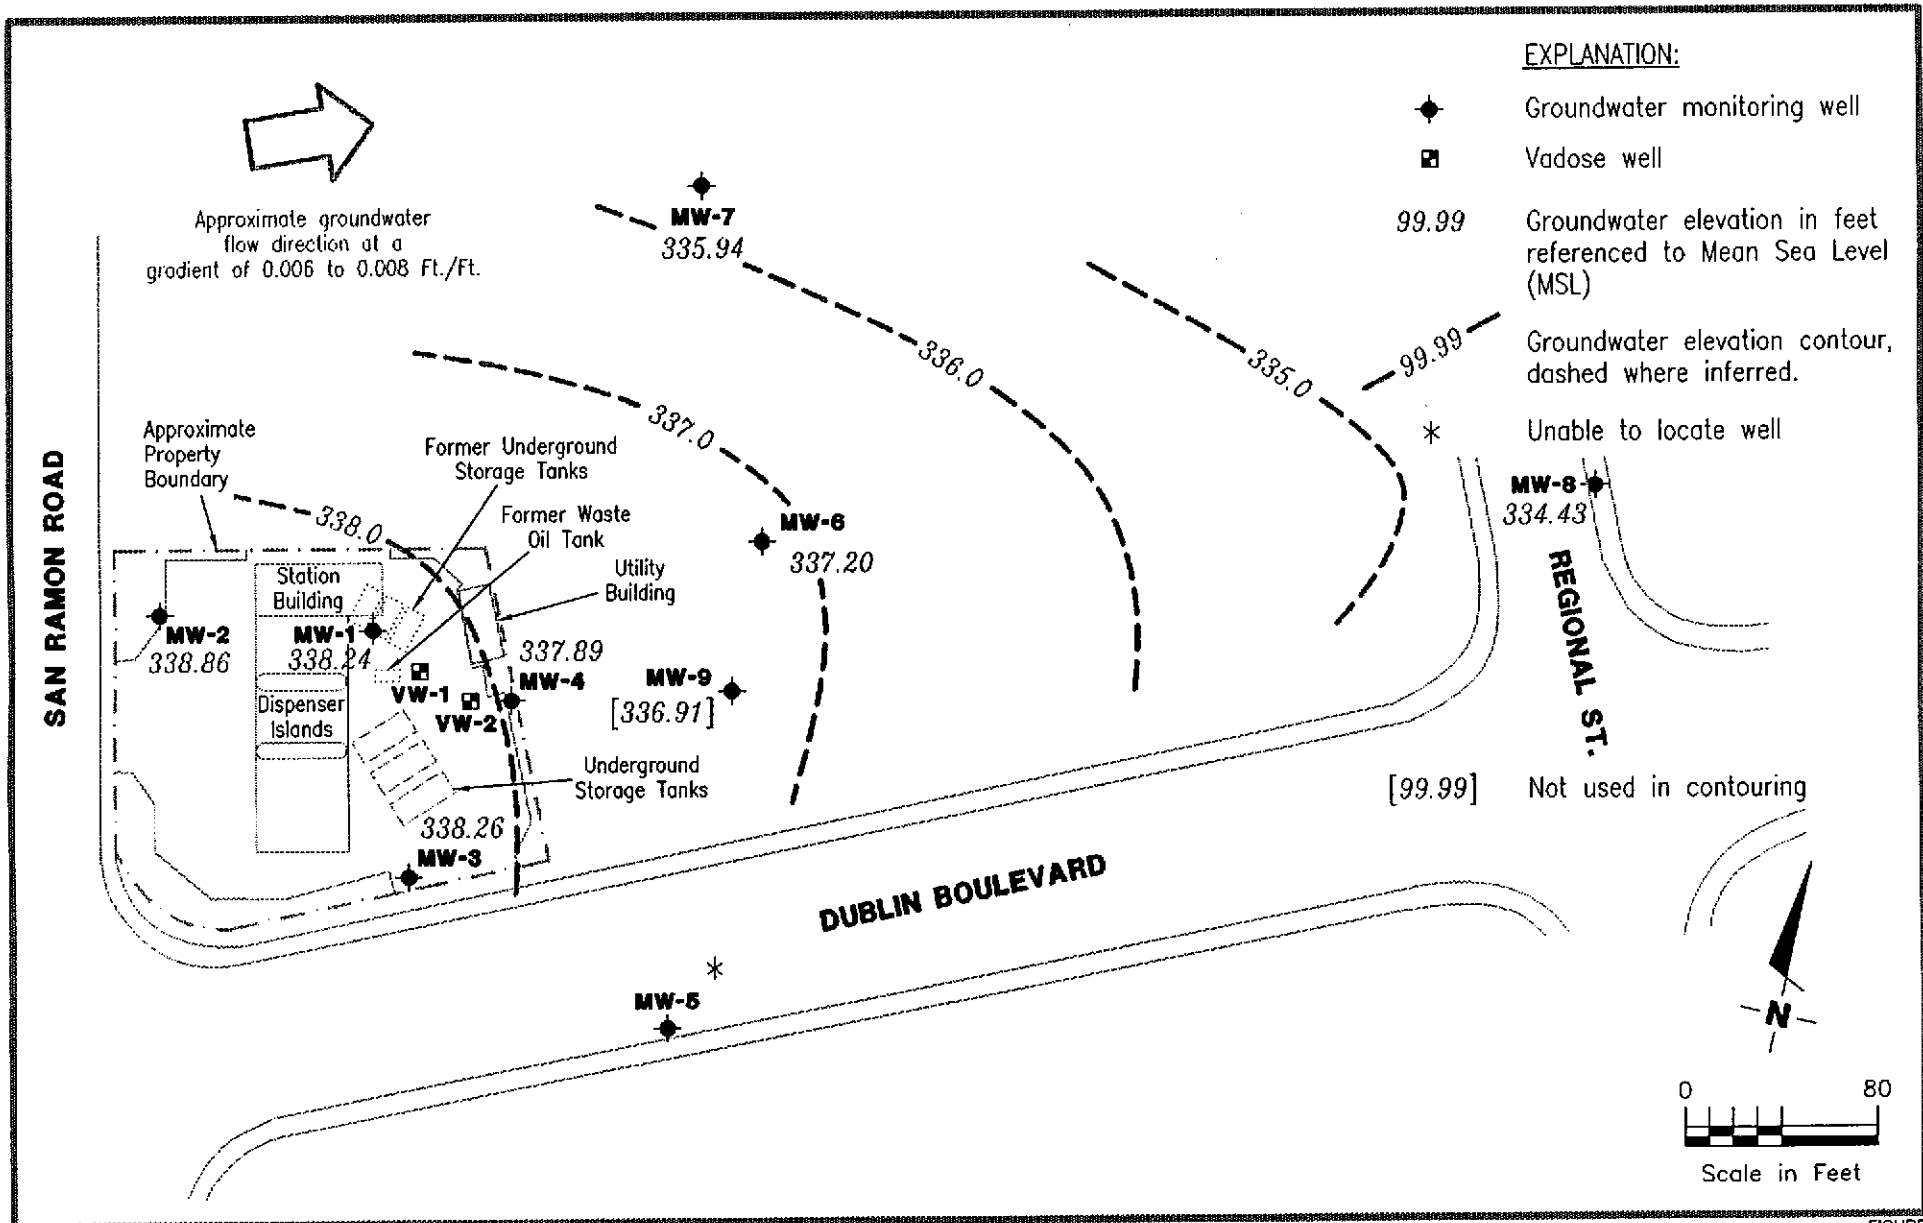 EXPLANATION:
Groundwater monitoring well
Vadose well
99.99
Groundwater elevation in feet
referenced to Mean Sea Level
(MSL)
99.99
Groundwater elevation contour,
dashed where inferred.
*
Unable to locate well
[99.99]
Not used in contouring
Approximate groundwater
flow direction at a
gradient of 0.006 to 0.008 Ft./Ft.
MW-7
335.94
336.0
335.0
337.0
338.0
Approximate
Property
Boundary
Former Underground
Storage Tanks
Former Waste
Oil Tank
Utility
Building
Station
Building
SAN RAMON ROAD
MW-2
338.86
MW-1
338.24
VW-1
VW-2
337.89
MW-4
MW-6
337.20
MW-9
[336.91]
MW-8
334.43
REGIONAL ST.
Dispenser
Islands
Underground
Storage Tanks
338.26
MW-3
DUBLIN BOULEVARD
*
MW-5
N
0 80
Scale in Feet